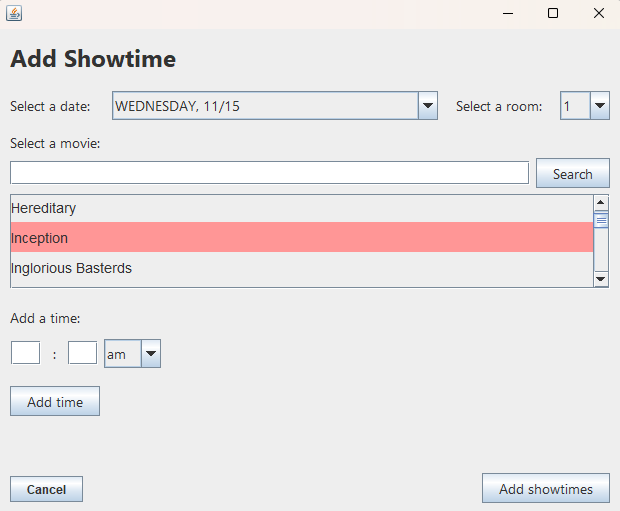 Add Showtime
Select a date: WEDNESDAY, 11/15 Select a room: 1
Select a movie:
Search
Hereditary
Inception
Inglorious Basterds
Add a time:
: am
Add time
Cancel Add showtimes